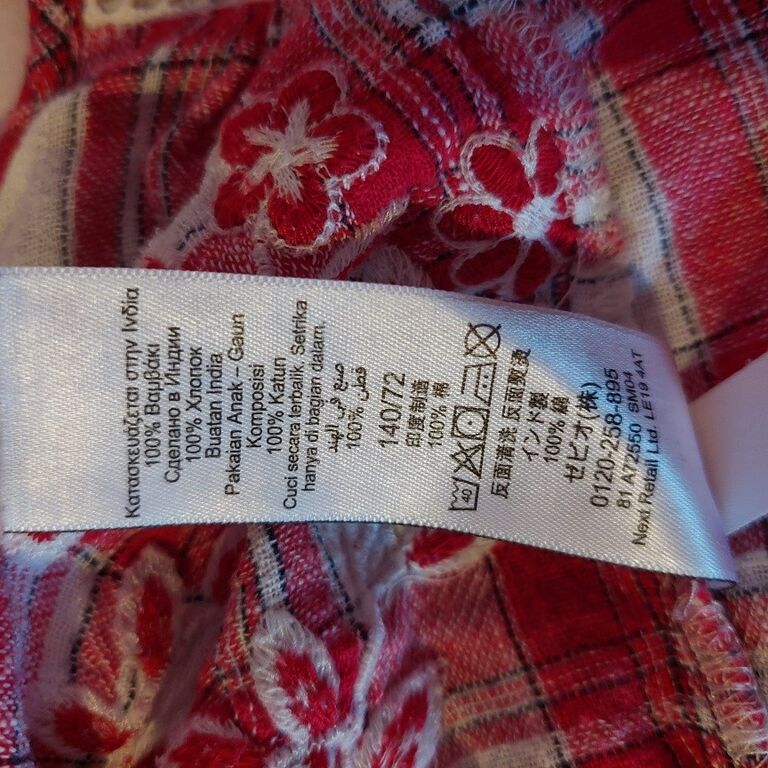 Κατασκευάζεται στην Ινδία
100% Βαμβακι
Сделано в Индии
100% Хлопок
Buatan India
Pakaian Anak – Gaun
Komposisi
100% Katun
Cuci secara terbalik. Setrika
hanya di bagian dalam.
صنع في الهند
100% قطن
140/72
印度制造
100% 棉
40
反面清洗 反面熨烫
インド製
100% 綿
ゼビオ(株)
0120-258-895
81 A72550 SM04
Next Retail Ltd. LE19 4AT